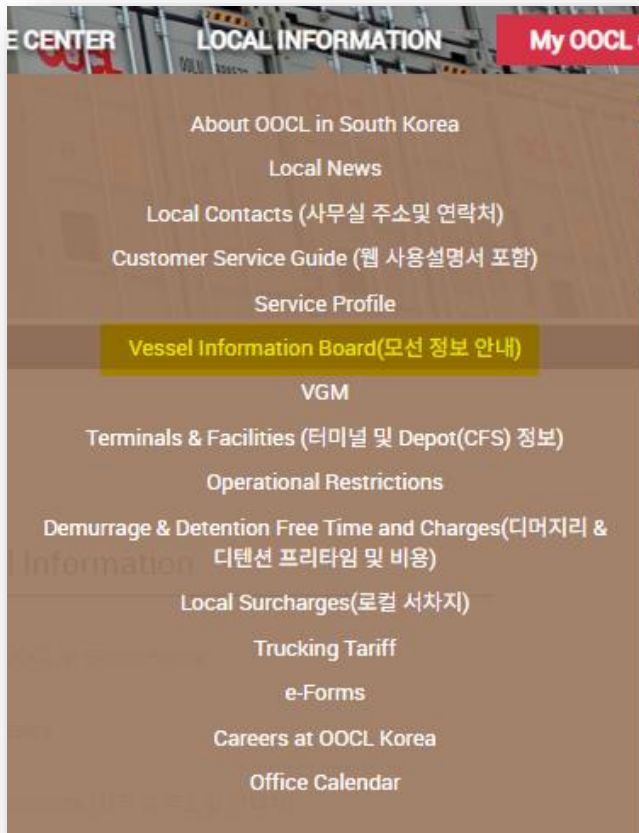 E CENTER LOCAL INFORMATION My OOCL
About OOCL in South Korea
Local News
Local Contacts (사무실 주소및 연락처)
Customer Service Guide (웹 사용설명서 포함)
Service Profile
Vessel Information Board(모선 정보 안내)
VGM
Terminals & Facilities (터미널 및 Depot(CFS) 정보)
Operational Restrictions
Demurrage & Detention Free Time and Charges(디머지리 &
디텐션 프리타임 및 비용)
l Information
Local Surcharges(로컬 서차지)
Trucking Tariff
e-Forms
Careers at OOCL Korea
Office Calendar